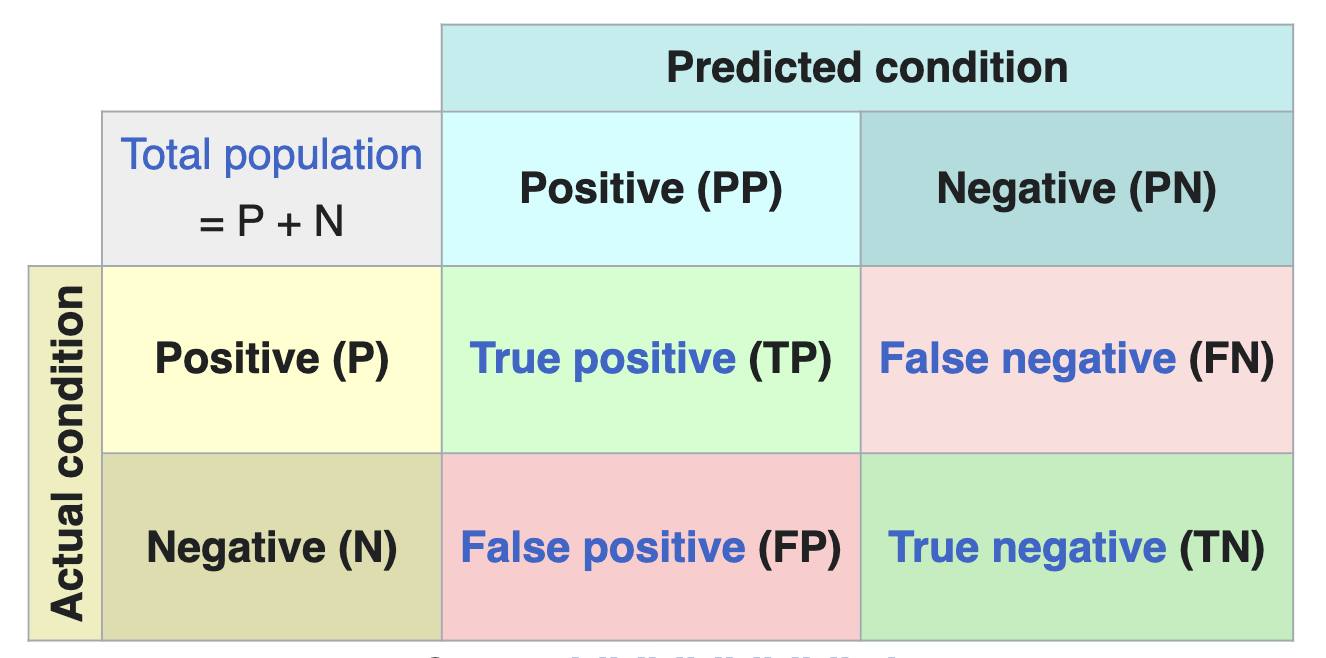 Predicted condition
Total population
= P + N
Positive (PP)
Negative (PN)
Actual condition
Positive (P)
True positive (TP)
False negative (FN)
Negative (N)
False positive (FP)
True negative (TN)